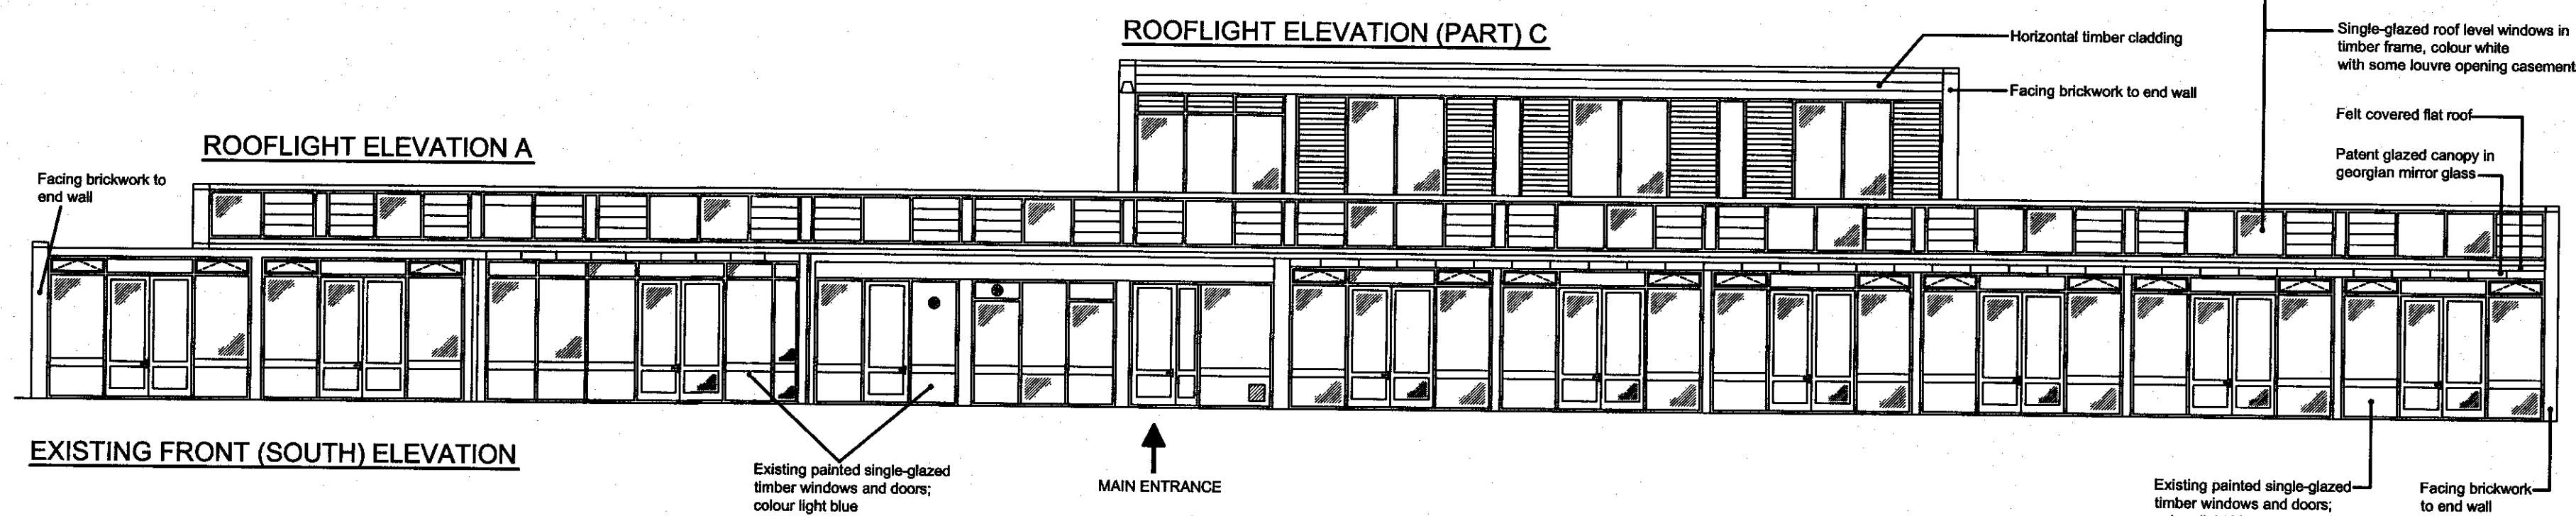 ROOFLIGHT ELEVATION (PART) C
Horizontal timber cladding
Facing brickwork to end wall
Single-glazed roof level windows in
timber frame, colour white
with some louvre opening casement
Felt covered flat roof
Patent glazed canopy in
georgian mirror glass
ROOFLIGHT ELEVATION A
Facing brickwork to
end wall
EXISTING FRONT (SOUTH) ELEVATION
Existing painted single-glazed
timber windows and doors;
colour light blue
MAIN ENTRANCE
Existing painted single-glazed
timber windows and doors;
Facing brickwork
to end wall